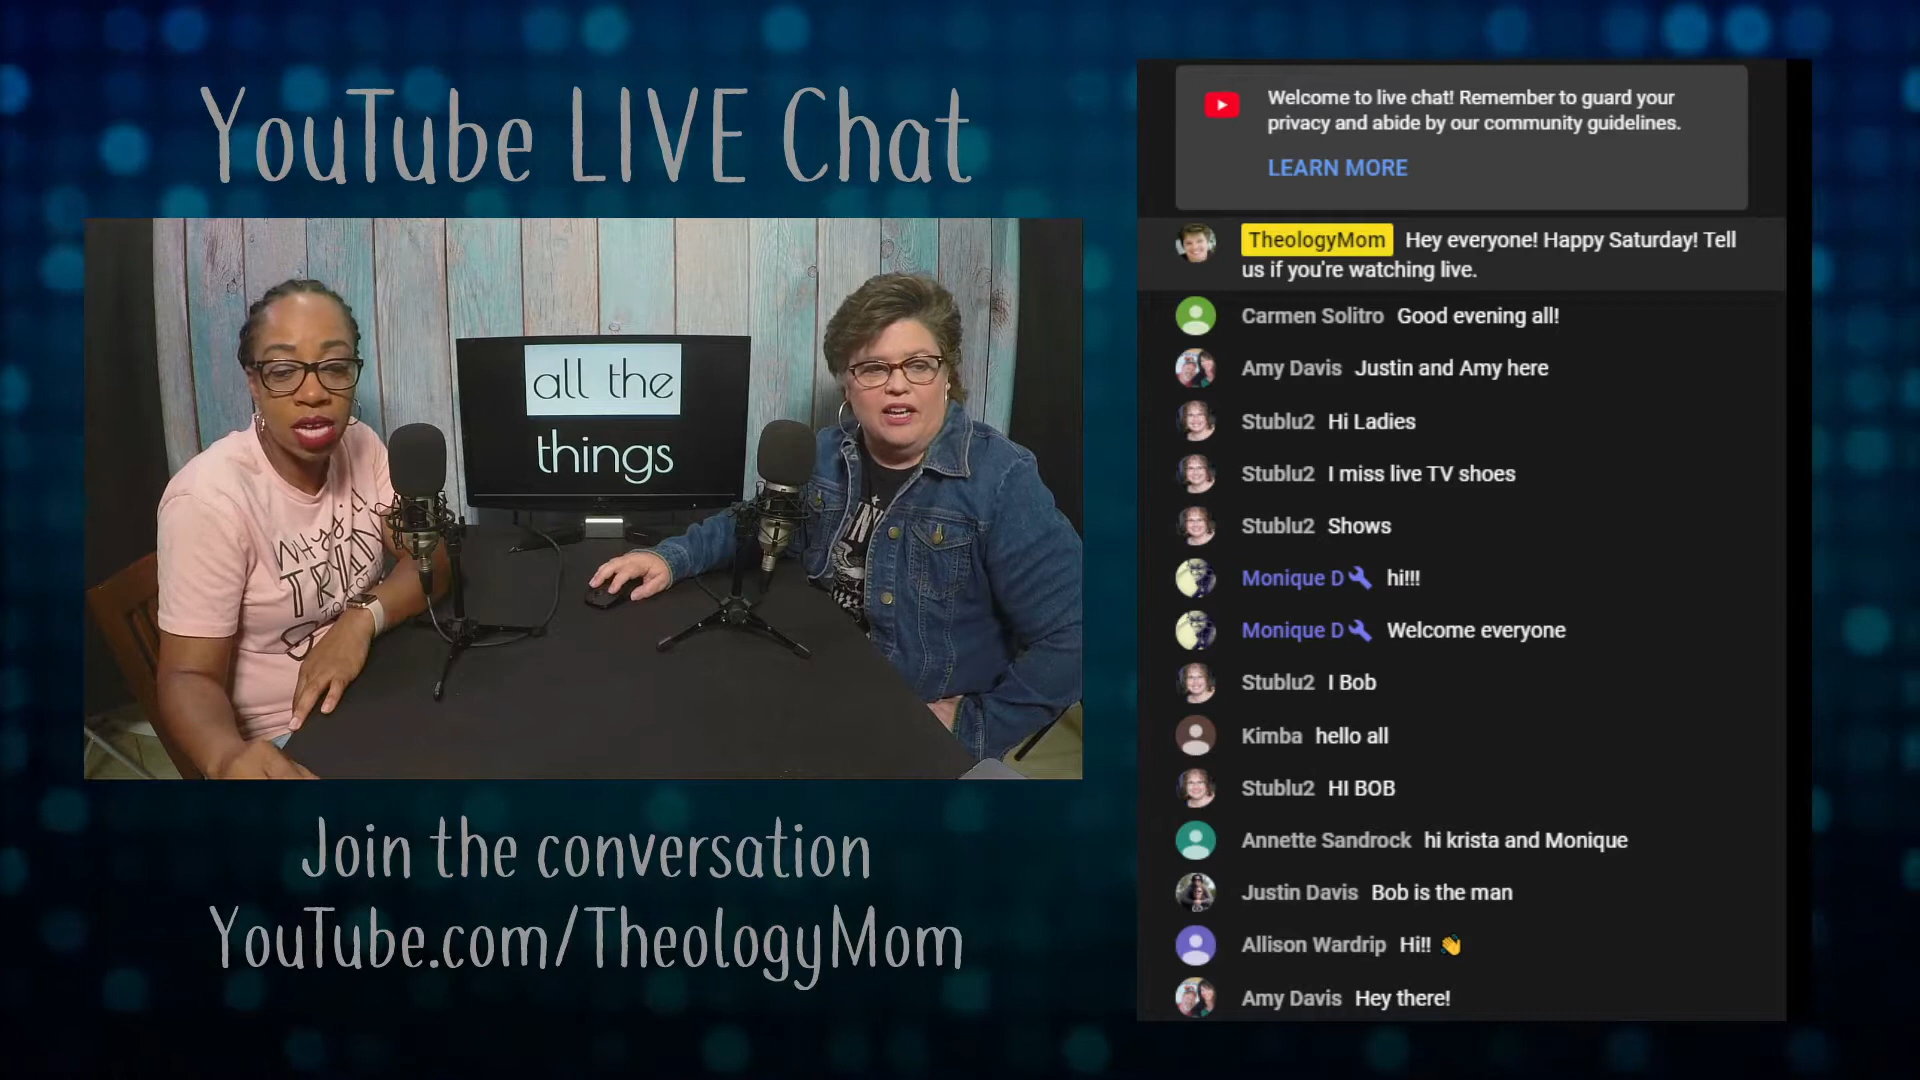 YouTube LIVE Chat
all the
things
WHY Y'ALL
TRYIN
Join the conversation
YouTube.com/TheologyMom
Welcome to live chat! Remember to guard your
privacy and abide by our community guidelines.
LEARN MORE
TheologyMom Hey everyone! Happy Saturday! Tell
us if you're watching live.
Carmen Solitro Good evening all!
Amy Davis Justin and Amy here
Stublu2 Hi Ladies
Stublu2 I miss live TV shoes
Stublu2 Shows
Monique D hi!!!
Monique D Welcome everyone
Stublu2 I Bob
Kimba hello all
Stublu2 HI BOB
Annette Sandrock hi krista and Monique
Justin Davis Bob is the man
Allison Wardrip Hi!! 👏
Amy Davis Hey there!